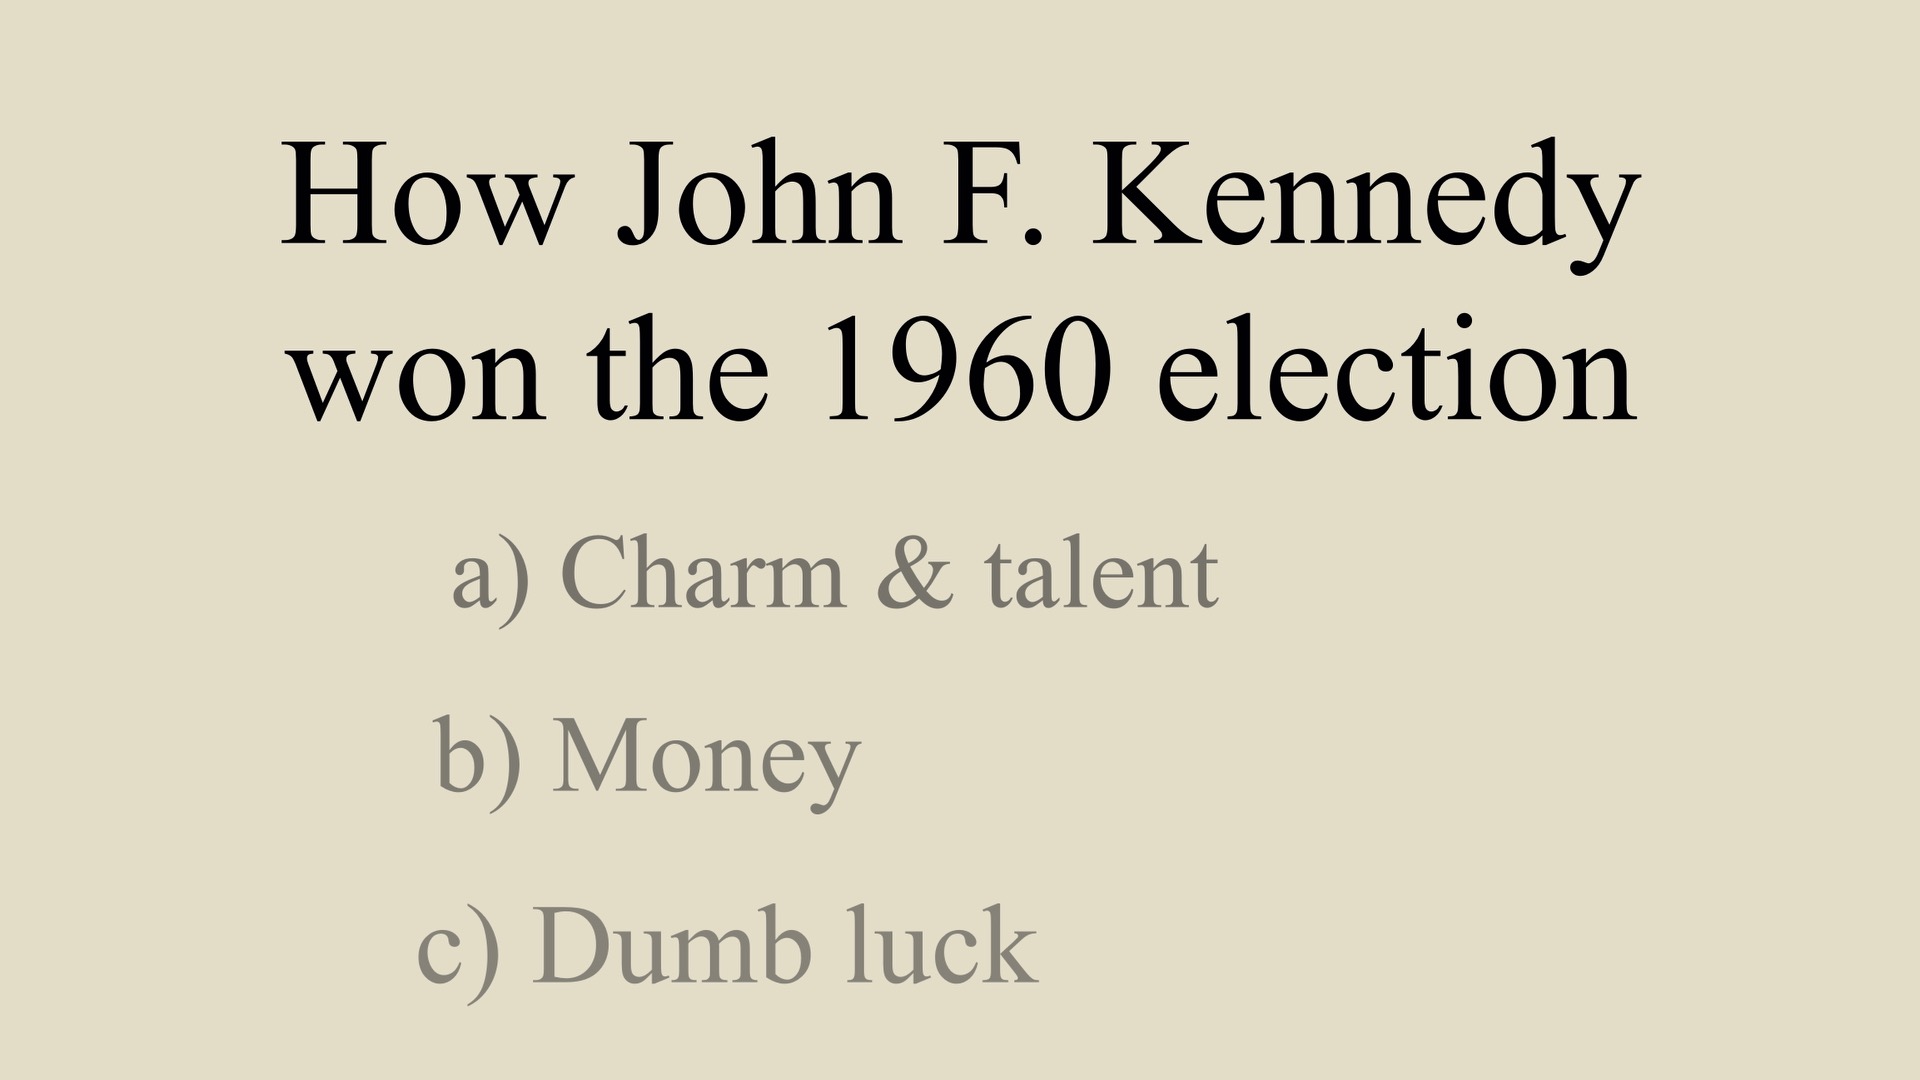 How John F. Kennedy
won the 1960 election
a) Charm & talent
b) Money
c) Dumb luck